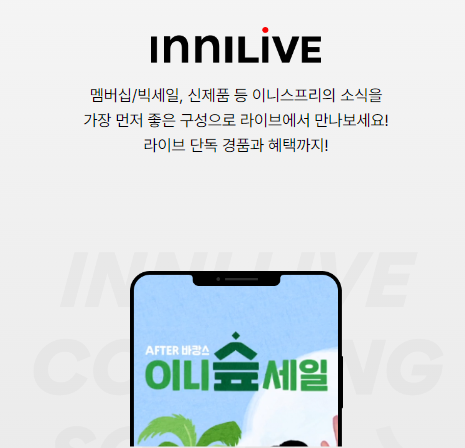 INNILIVE
멤버십/빅세일, 신제품 등 이니스프리의 소식을
가장 먼저 좋은 구성으로 라이브에서 만나보세요!
라이브 단독 경품과 혜택까지!
INNILIVE
AFTER 바캉스
이니숲세일